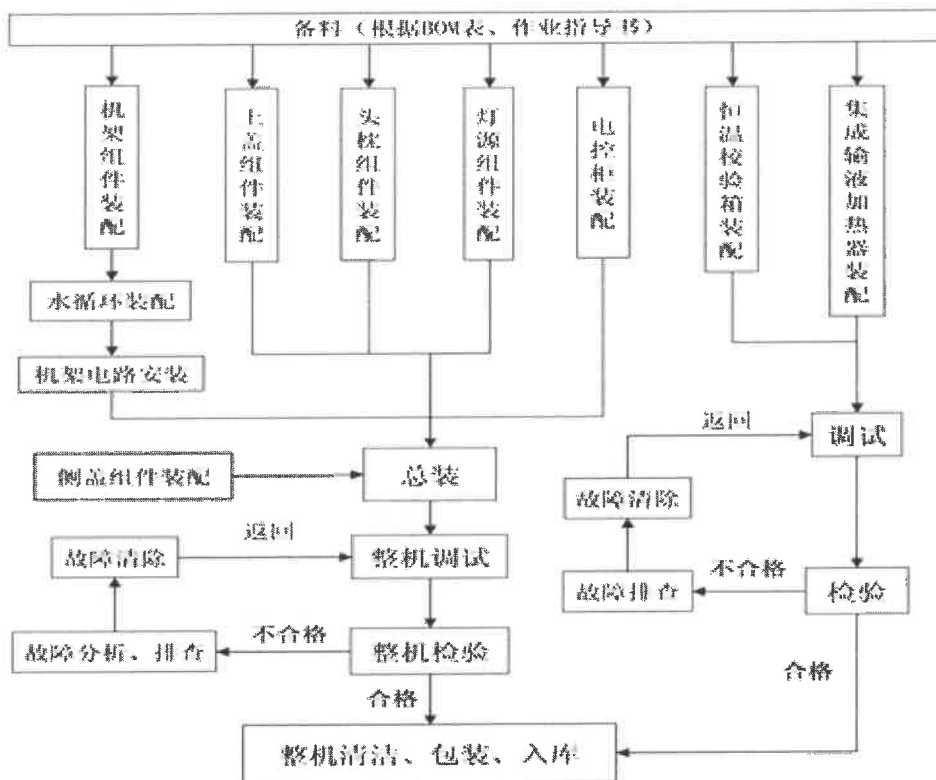 备料（根据BOM表、作业指导书）
机架组件装配
上盖组件装配
头枕组件装配
灯源组件装配
电控柜装配
恒温校验箱装配
集成输液加热器装配
水循环装配
机架电路安装
返回
调试
侧盖组件装配
总装
故障清除
返回
故障清除
整机调试
不合格
故障排查
检验
不合格
故障分析、排查
整机检验
合格
合格
整机清洁、包装、入库